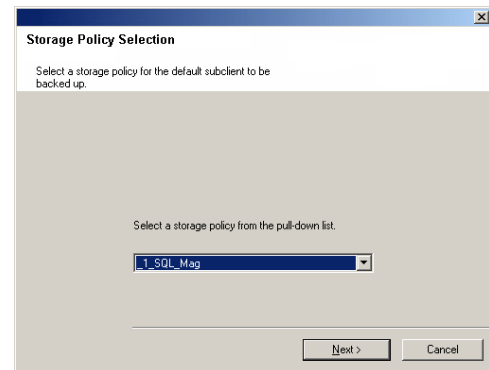 Storage Policy Selection
Select a storage policy for the default subclient to be
backed up.
Select a storage policy from the pull-down list.
_1_SQL_Mag
Next >
Cancel